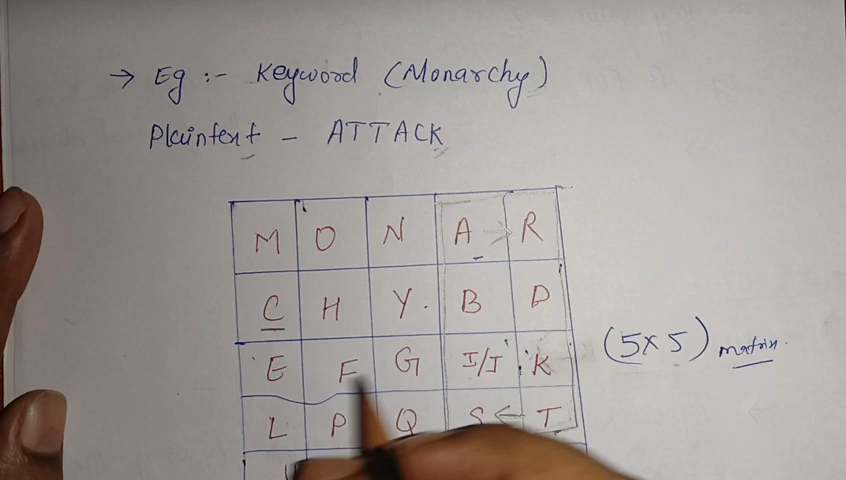 → Eg :- Keyword (Monarchy)
Plaintext - ATTACK
M O N A → R
C H Y . B D
E F G I/J K
(5×5) matrix.
L P Q S ← T